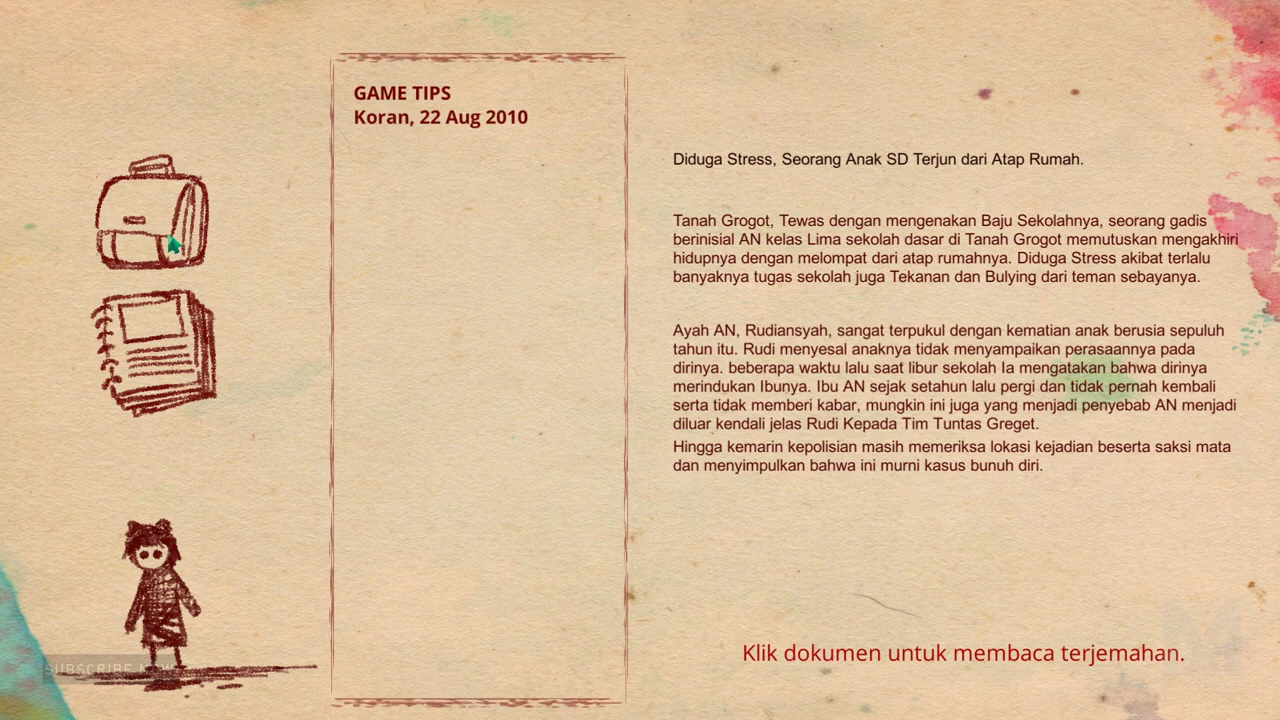 GAME TIPS
Koran, 22 Aug 2010
Diduga Stress, Seorang Anak SD Terjun dari Atap Rumah.
Tanah Grogot, Tewas dengan mengenakan Baju Sekolahnya, seorang gadis
berinisial AN kelas Lima sekolah dasar di Tanah Grogot memutuskan mengakhiri
hidupnya dengan melompat dari atap rumahnya. Diduga Stress akibat terlalu
banyaknya tugas sekolah juga Tekanan dan Bulying dari teman sebayanya.
Ayah AN, Rudiansyah, sangat terpukul dengan kematian anak berusia sepuluh
tahun itu. Rudi menyesal anaknya tidak menyampaikan perasaannya pada
dirinya. beberapa waktu lalu saat libur sekolah Ia mengatakan bahwa dirinya
merindukan Ibunya. Ibu AN sejak setahun lalu pergi dan tidak pernah kembali
serta tidak memberi kabar, mungkin ini juga yang menjadi penyebab AN menjadi
diluar kendali jelas Rudi Kepada Tim Tuntas Greget.
Hingga kemarin kepolisian masih memeriksa lokasi kejadian beserta saksi mata
dan menyimpulkan bahwa ini murni kasus bunuh diri.
Klik dokumen untuk membaca terjemahan.
SUBSCRIBE NOW